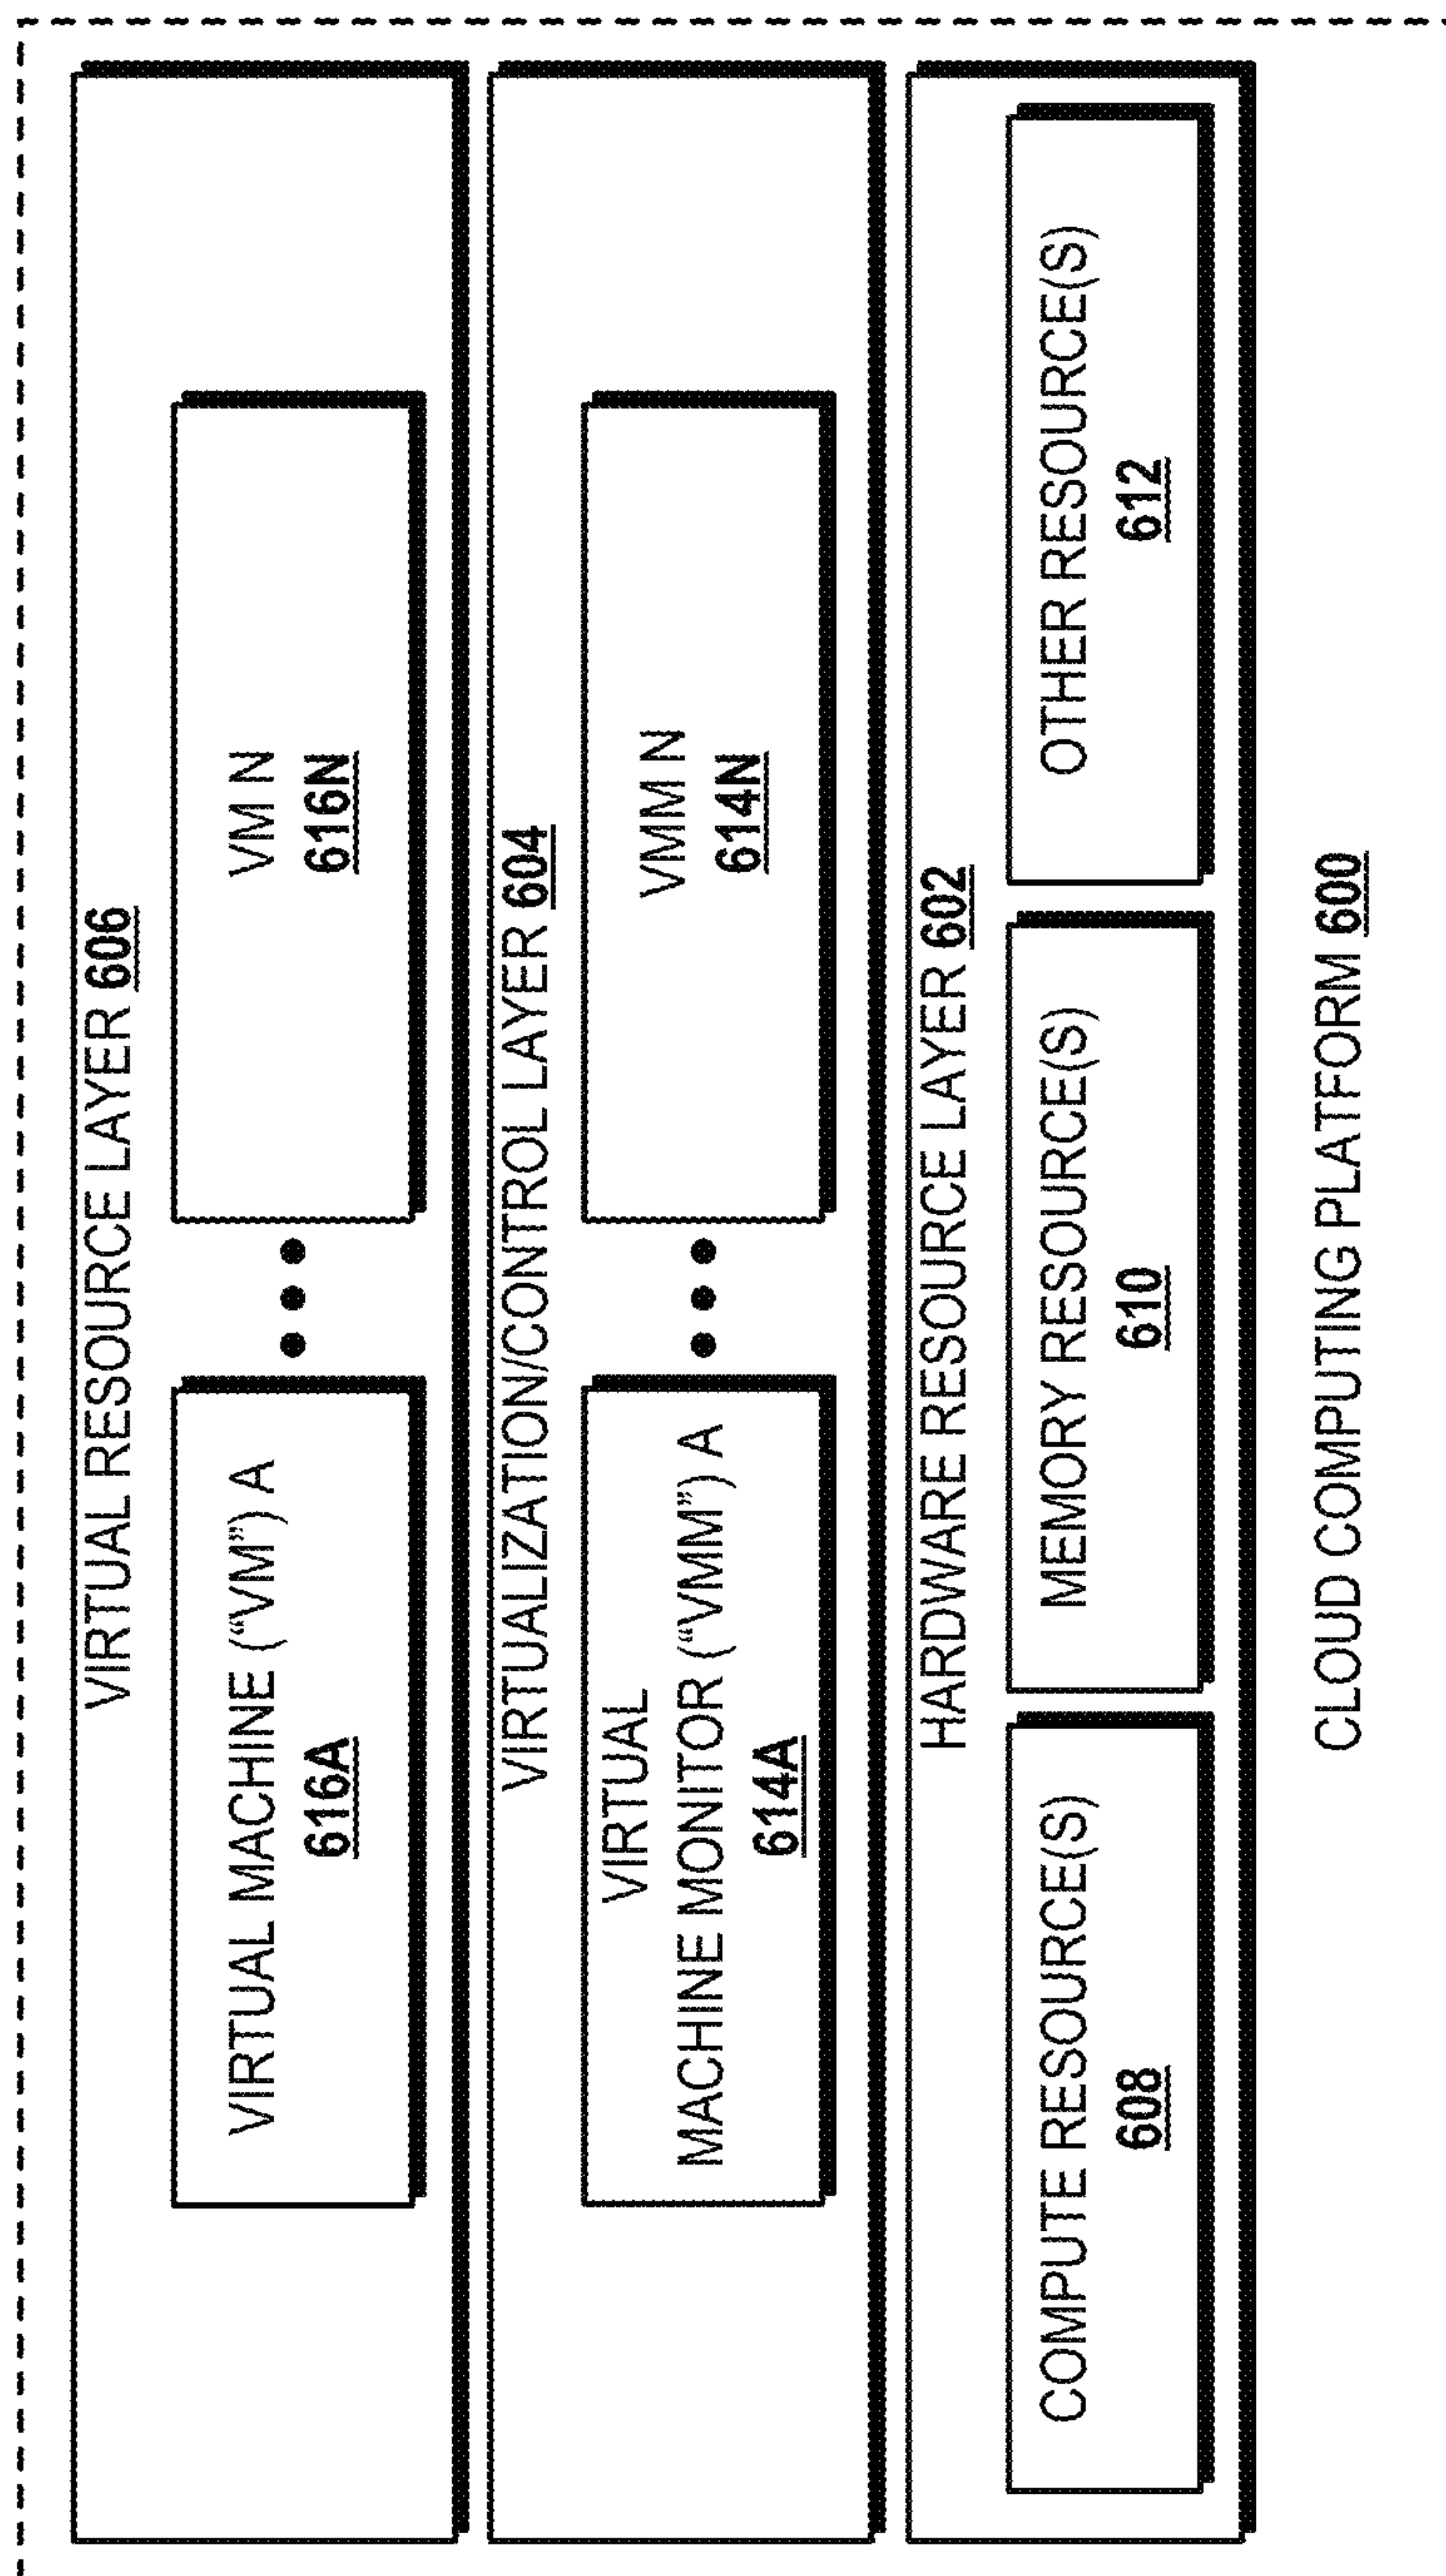 VIRTUAL RESOURCE LAYER 606
VIRTUAL MACHINE (“VM”) A
616A
VM N
616N
VIRTUALIZATION/CONTROL LAYER 604
VIRTUAL
MACHINE MONITOR (“VMM”) A
614A
VMM N
614N
HARDWARE RESOURCE LAYER 602
COMPUTE RESOURCE(S)
608
MEMORY RESOURCE(S)
610
OTHER RESOURCE(S)
612
CLOUD COMPUTING PLATFORM 600